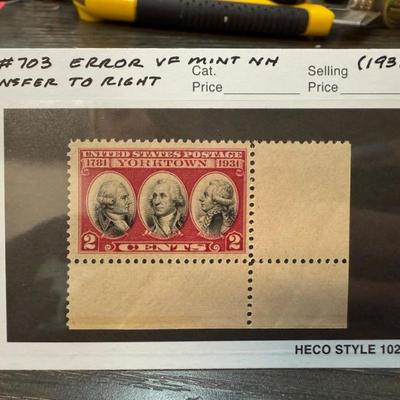 #703 ERROR VF MINT NH
NSFER TO RIGHT
Cat.
Price
Selling
Price
(193
UNITED STATES POSTAGE
1781 YORKTOWN 1931
2 CENTS 2
HECO STYLE 102